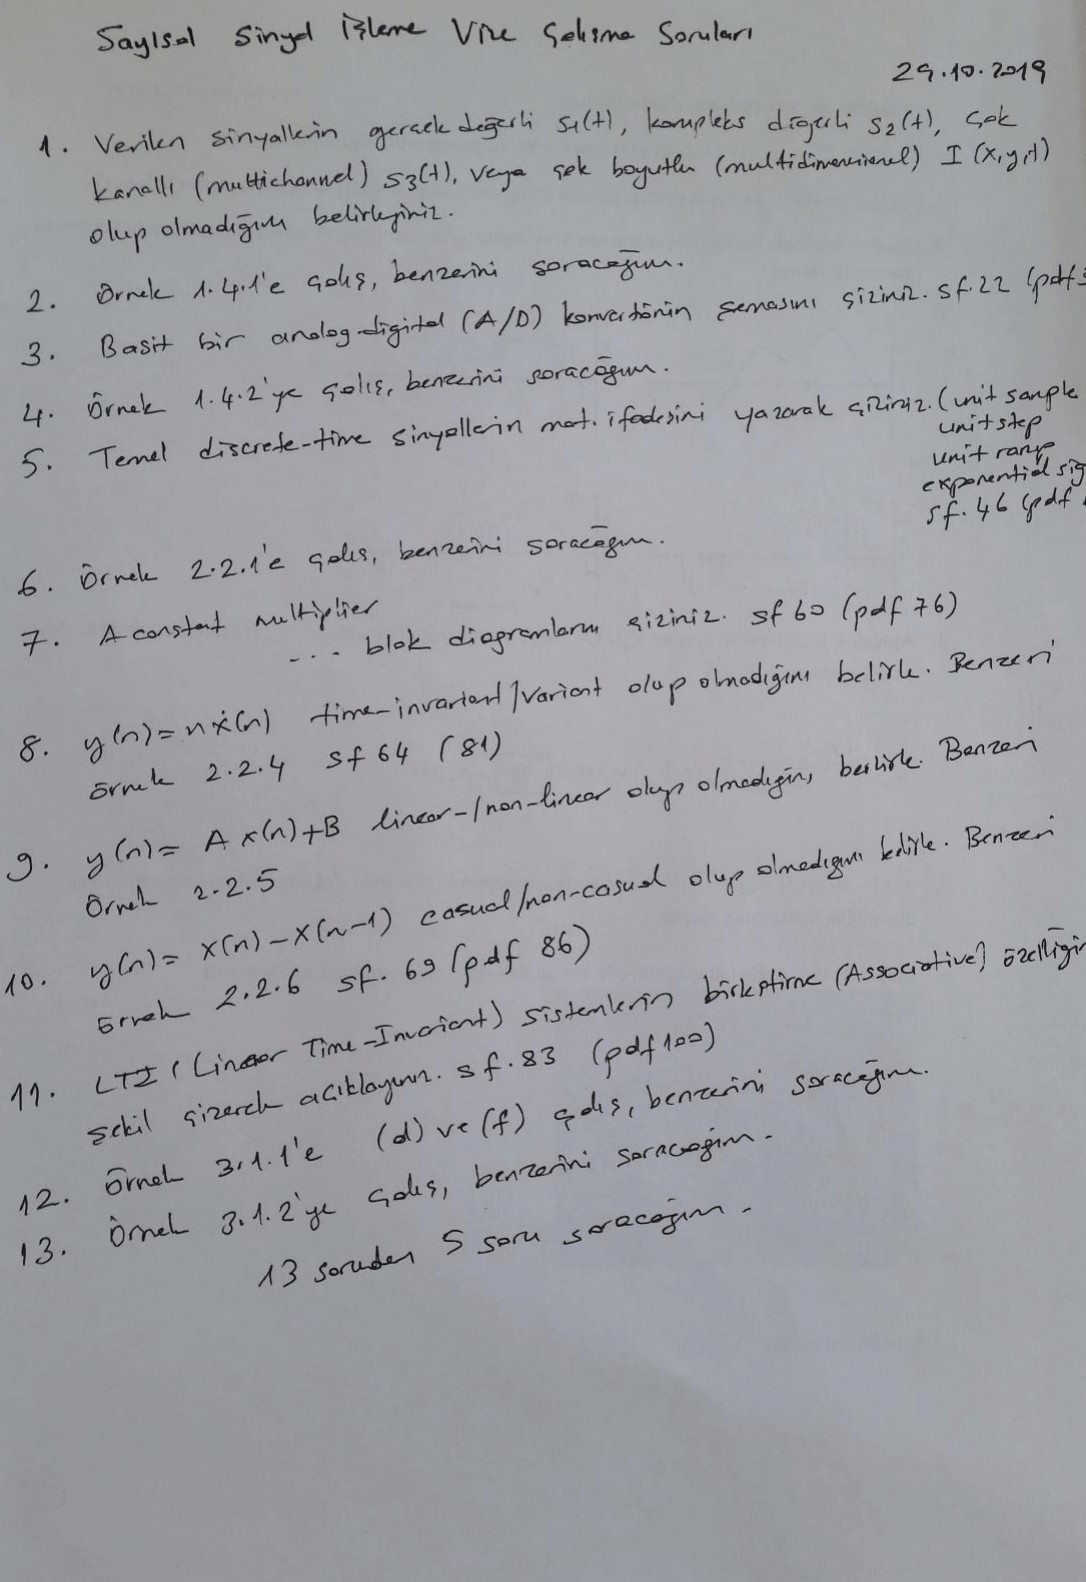 Sayısal Sinyal İşleme Vize Çalışma Soruları
29.10.2019
1. Verilen sinyallerin gerçek değerli s1(t), kompleks değerli s2(t), çok
kanallı (multichannel) s3(t), veya çok boyutlu (multidimensional) I (x,y,t)
olup olmadığını belirleyiniz.
2. Örnek 1.4.1'e çalış, benzerini soracağım.
3. Basit bir analog-digital (A/D) konvertörün şemasını çiziniz. sf.22 (pdf
4. Örnek 1.4.2'ye çalış, benzerini soracağım.
5. Temel discrete-time sinyallerin mat. ifadesini yazarak çiziniz. (unit sample
unit step
unit ramp
exponential sig
sf. 46 (pdf
6. Örnek 2.2.1'e çalış, benzerini soracağım.
7. A constant multiplier
... blok diagramlarını çiziniz. sf 60 (pdf 76)
8. y(n)= n x(n) time-invariant/variant olup olmadığını belirle. Benzeri
örnek 2.2.4 sf 64 (81)
9. y(n)= A x(n)+B linear-/non-linear olup olmadığını belirle. Benzeri
Örnek 2.2.5
10. y(n)= x(n)-x(n-1) casual/non-casual olup olmadığını belirle. Benzeri
örnek 2.2.6 sf. 69 (pdf 86)
11. LTI (Linear Time-Invariant) sistemlerin birleştirme (Associative) özelliğin
şekil çizerek açıklayınız. sf.83 (pdf 100)
12. Örnek 3.1.1'e (d) ve (f) çalış, benzerini soracağım.
13. Örnek 3.1.2'ye çalış, benzerini soracağım.
13 sorudan 5 soru soracağım.